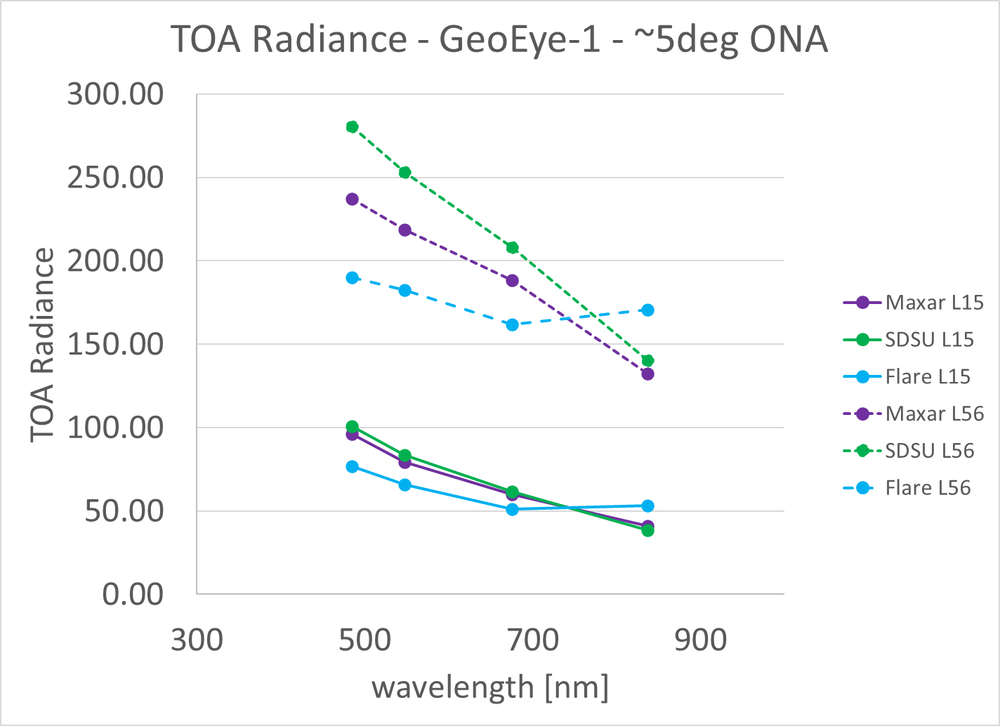 TOA Radiance - GeoEye-1 - ~5deg ONA
300.00
250.00
200.00
150.00
100.00
50.00
0.00
TOA Radiance
300
500
700
900
wavelength [nm]
Maxar L15
SDSU L15
Flare L15
Maxar L56
SDSU L56
Flare L56